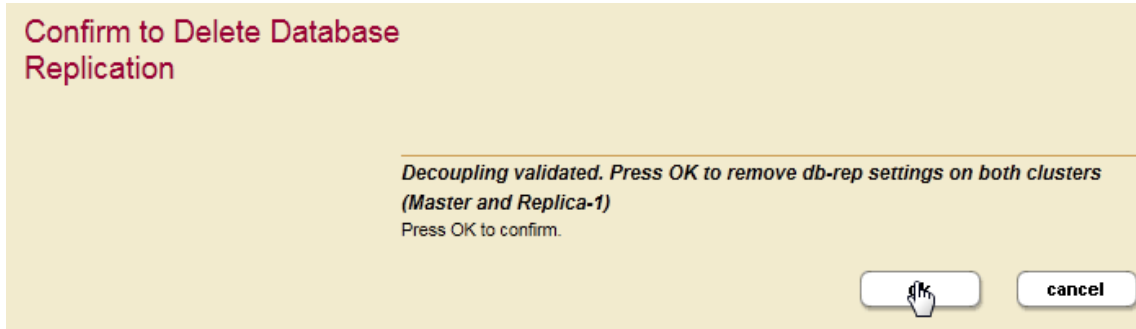 Confirm to Delete Database
Replication
Decoupling validated. Press OK to remove db-rep settings on both clusters
(Master and Replica-1)
Press OK to confirm.
ok cancel